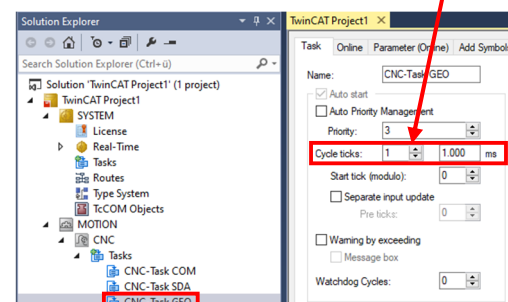 Solution Explorer
Search Solution Explorer (Ctrl+ü)
Solution 'TwinCAT Project1' (1 project)
TwinCAT Project1
SYSTEM
License
Real-Time
Tasks
Routes
Type System
TcCOM Objects
MOTION
CNC
Tasks
CNC-Task COM
CNC-Task SDA
CNC-Task GEO
TwinCAT Project1
Task Online Parameter (Online) Add Symbols
Name: CNC-Task GEO
Auto start
Auto Priority Management
Priority: 3
Cycle ticks: 1 1.000 ms
Start tick (modulo): 0
Separate input update
Pre ticks: 0
Warning by exceeding
Message box
Watchdog Cycles: 0